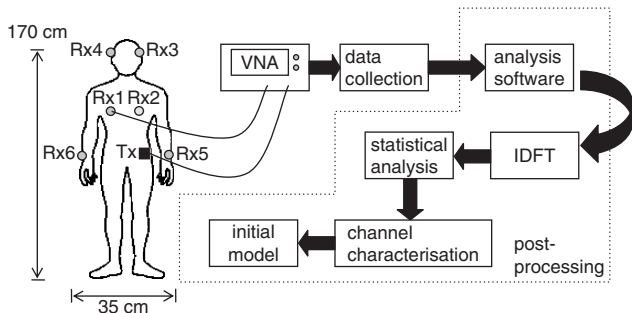 170 cm
Rx4
Rx3
Rx1
Rx2
Rx6
Tx
Rx5
35 cm
VNA
data
collection
analysis
software
IDFT
statistical
analysis
channel
characterisation
initial
model
post-
processing